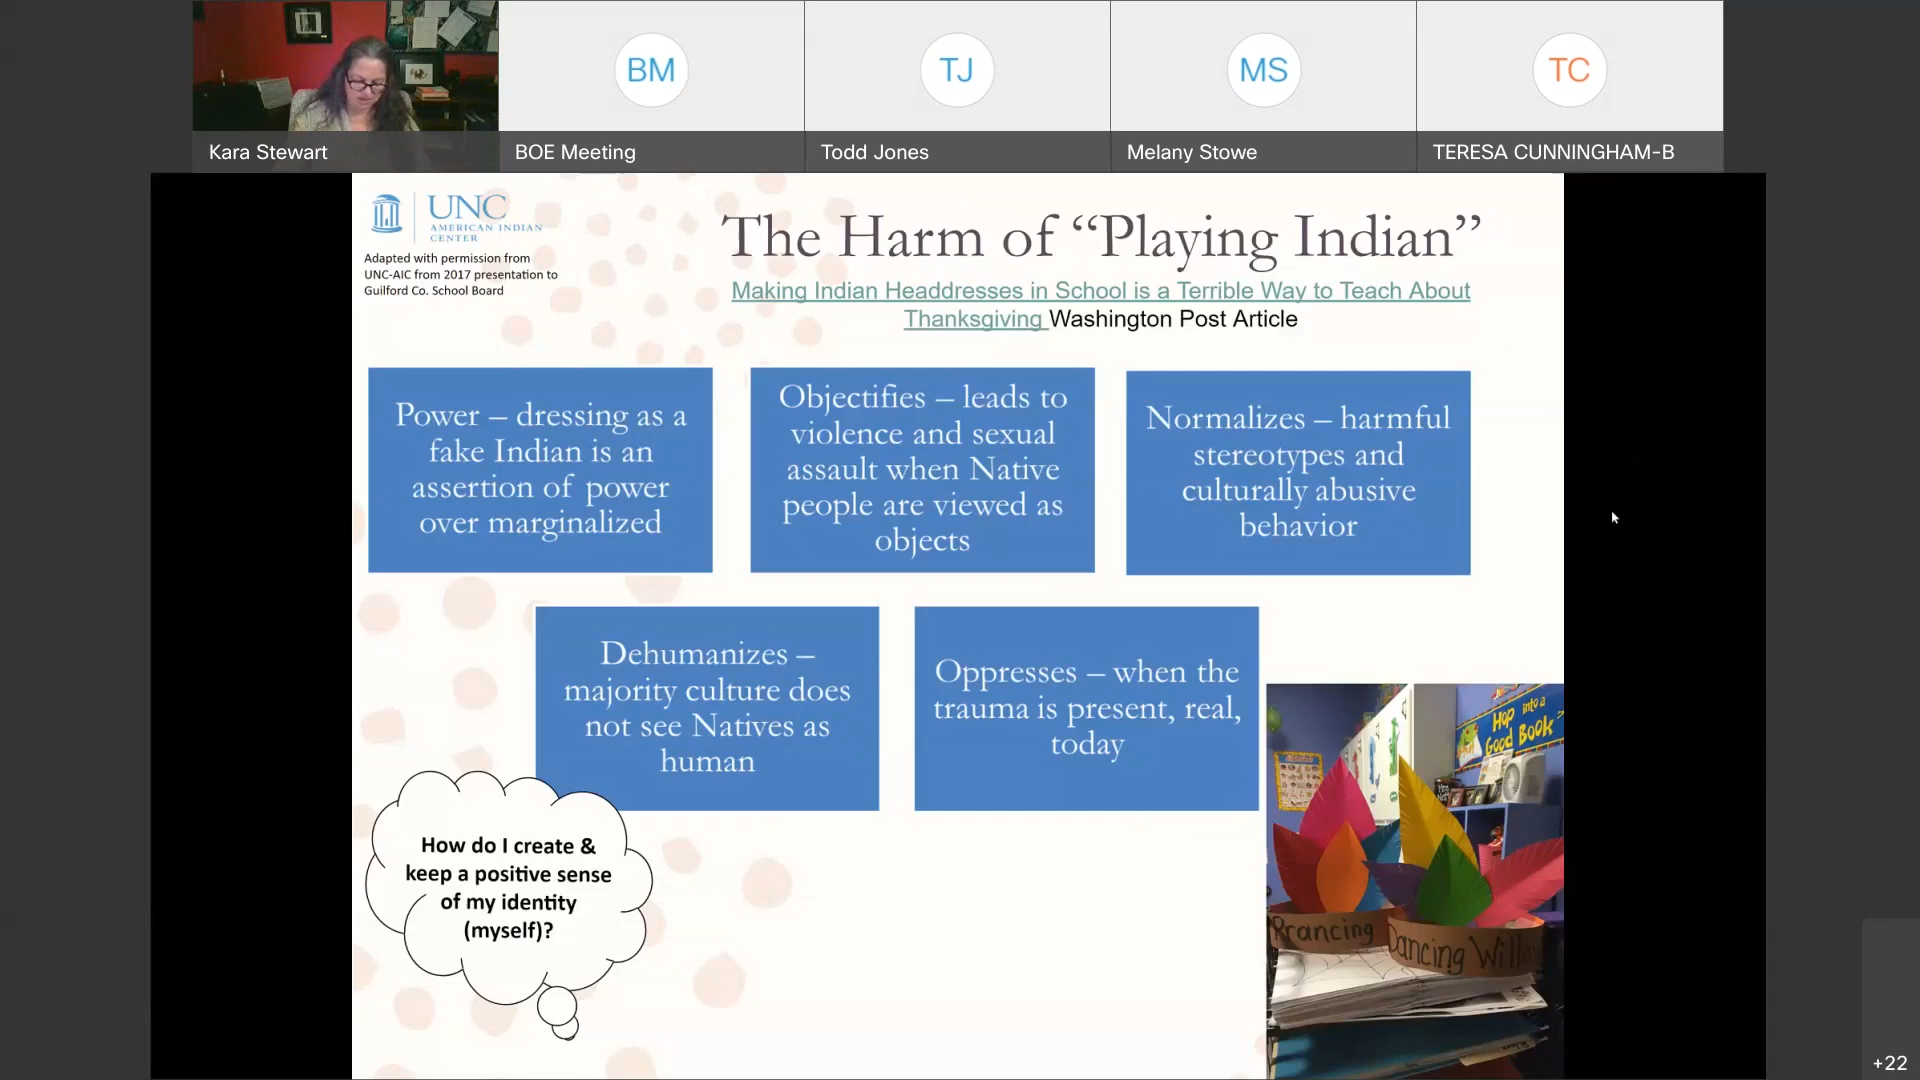 BM
TJ
MS
TC
Kara Stewart
BOE Meeting
Todd Jones
Melany Stowe
TERESA CUNNINGHAM-B
UNC
AMERICAN INDIAN
CENTER
Adapted with permission from
UNC-AIC from 2017 presentation to
Guilford Co. School Board
The Harm of “Playing Indian”
Making Indian Headdresses in School is a Terrible Way to Teach About
Thanksgiving Washington Post Article
Power – dressing as a
fake Indian is an
assertion of power
over marginalized
Objectifies – leads to
violence and sexual
assault when Native
people are viewed as
objects
Normalizes – harmful
stereotypes and
culturally abusive
behavior
Dehumanizes –
majority culture does
not see Natives as
human
Oppresses – when the
trauma is present, real,
today
How do I create &
keep a positive sense
of my identity
(myself)?
Hop into a
Good Book
Prancing
Dancing Willo
+22